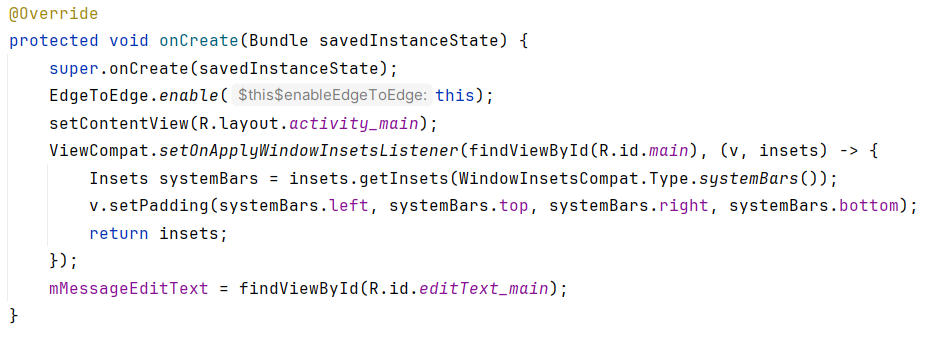 @Override
protected void onCreate(Bundle savedInstanceState) {
super.onCreate(savedInstanceState);
EdgeToEdge.enable( $this$enableEdgeToEdge: this);
setContentView(R.layout.activity_main);
ViewCompat.setOnApplyWindowInsetsListener(findViewById(R.id.main), (v, insets) -> {
Insets systemBars = insets.getInsets(WindowInsetsCompat.Type.systemBars());
v.setPadding(systemBars.left, systemBars.top, systemBars.right, systemBars.bottom);
return insets;
});
mMessageEditText = findViewById(R.id.editText_main);
}